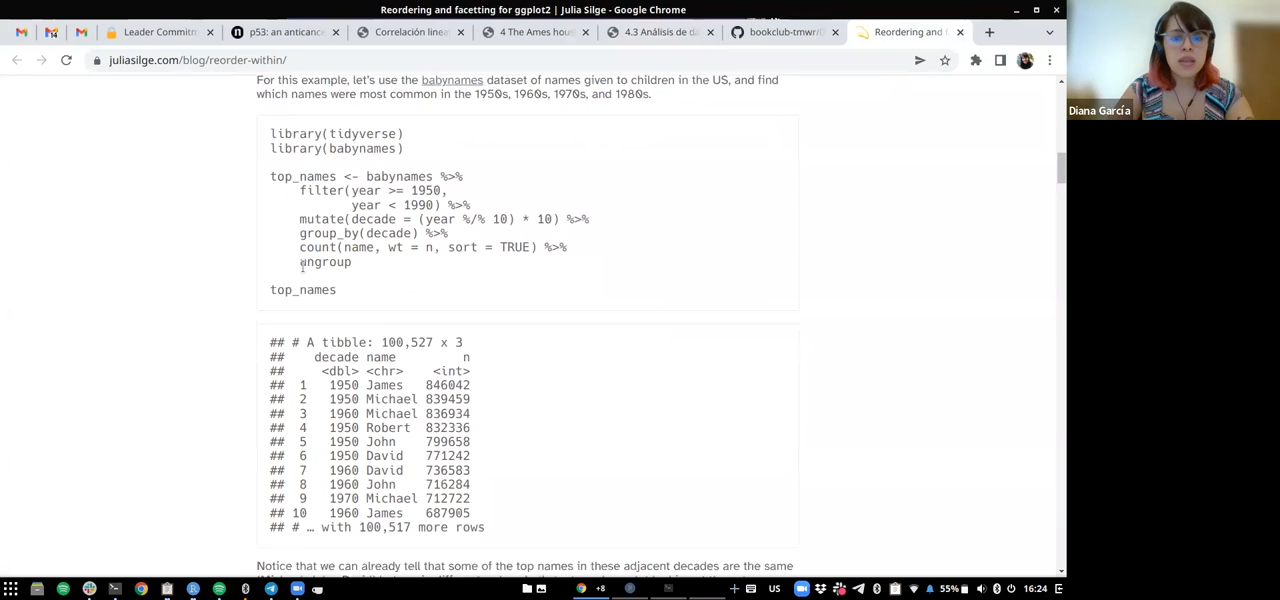 Reordering and facetting for ggplot2 | Julia Silge - Google Chrome
Leader Commitm
p53: an anticance
Correlación linea
4 The Ames hou
4.3 Análisis de da
bookclub-tmwr/
Reordering and
juliasilge.com/blog/reorder-within/
Diana García
For this example, let's use the babynames dataset of names given to children in the US, and find
which names were most common in the 1950s, 1960s, 1970s, and 1980s.
library(tidyverse)
library(babynames)
top_names <- babynames %>%
filter(year >= 1950,
year < 1990) %>%
mutate(decade = (year %/% 10) * 10) %>%
group_by(decade) %>%
count(name, wt = n, sort = TRUE) %>%
ungroup
top_names
## # A tibble: 100,527 x 3
## decade name n
## <dbl> <chr> <int>
## 1 1950 James 846042
## 2 1950 Michael 839459
## 3 1960 Michael 836934
## 4 1950 Robert 832336
## 5 1950 John 799658
## 6 1950 David 771242
## 7 1960 David 736583
## 8 1960 John 716284
## 9 1970 Michael 712722
## 10 1960 James 687905
## # … with 100,517 more rows
Notice that we can already tell that some of the top names in these adjacent decades are the same
+8
US
55%
16:24